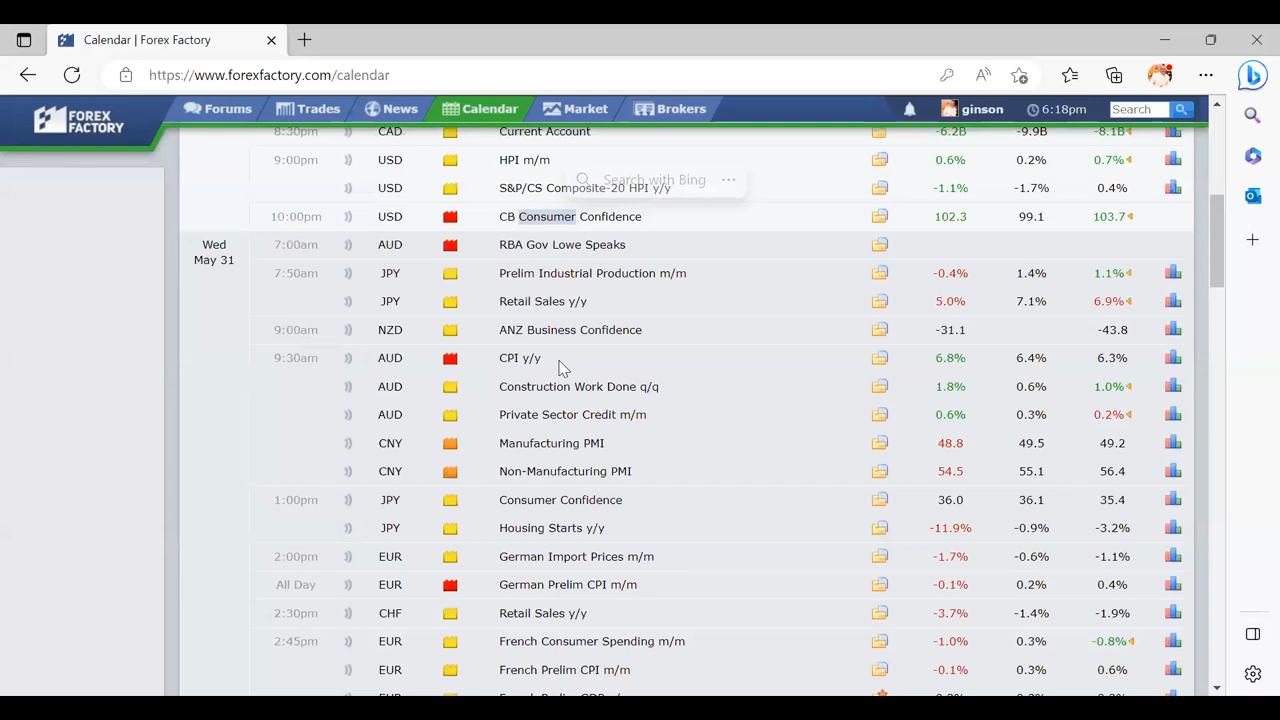 Calendar | Forex Factory
https://www.forexfactory.com/calendar
FOREX FACTORY
Forums Trades News Calendar Market Brokers ginson 6:18pm Search
8:30pm CAD Current Account -6.2B -9.9B -8.1B
9:00pm USD HPI m/m 0.6% 0.2% 0.7%
Search with Bing
USD S&P/CS Composite-20 HPI y/y -1.1% -1.7% 0.4%
10:00pm USD CB Consumer Confidence 102.3 99.1 103.7
Wed May 31 7:00am AUD RBA Gov Lowe Speaks
7:50am JPY Prelim Industrial Production m/m -0.4% 1.4% 1.1%
JPY Retail Sales y/y 5.0% 7.1% 6.9%
9:00am NZD ANZ Business Confidence -31.1 -43.8
9:30am AUD CPI y/y 6.8% 6.4% 6.3%
AUD Construction Work Done q/q 1.8% 0.6% 1.0%
AUD Private Sector Credit m/m 0.6% 0.3% 0.2%
CNY Manufacturing PMI 48.8 49.5 49.2
CNY Non-Manufacturing PMI 54.5 55.1 56.4
1:00pm JPY Consumer Confidence 36.0 36.1 35.4
JPY Housing Starts y/y -11.9% -0.9% -3.2%
2:00pm EUR German Import Prices m/m -1.7% -0.6% -1.1%
All Day EUR German Prelim CPI m/m -0.1% 0.2% 0.4%
2:30pm CHF Retail Sales y/y -3.7% -1.4% -1.9%
2:45pm EUR French Consumer Spending m/m -1.0% 0.3% -0.8%
EUR French Prelim CPI m/m -0.1% 0.3% 0.6%